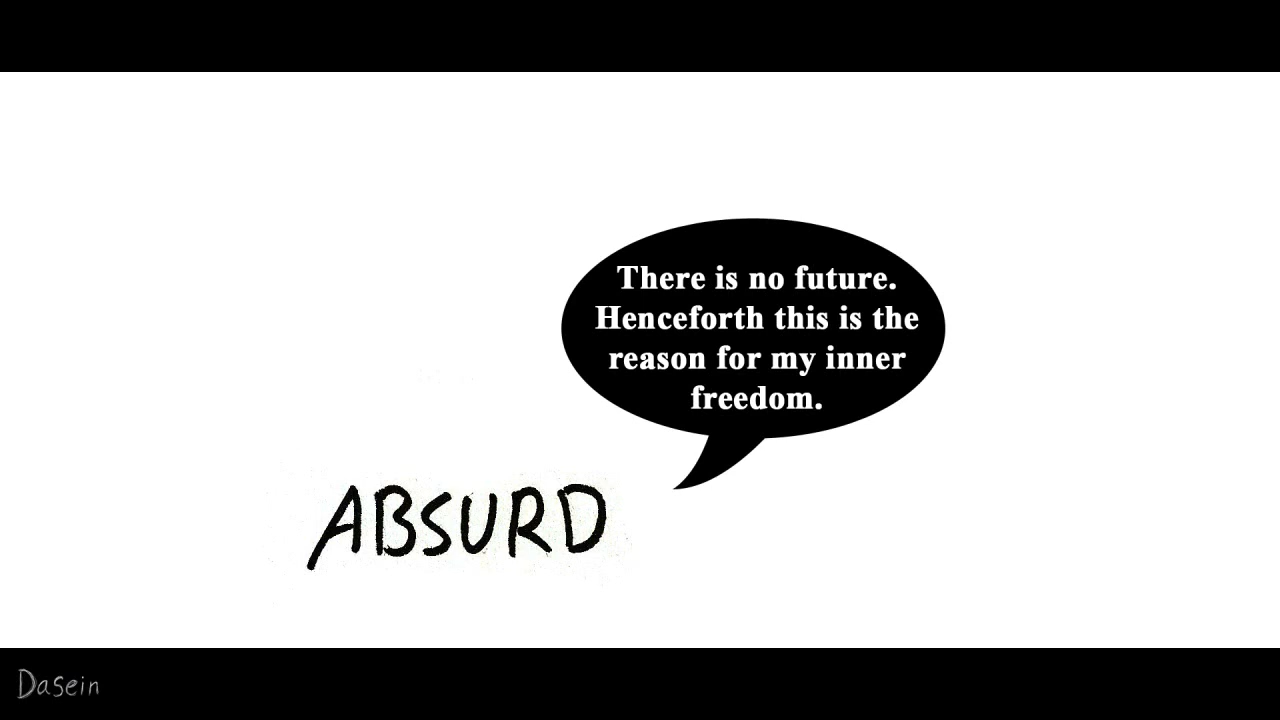 There is no future.
Henceforth this is the
reason for my inner
freedom.
ABSURD
Dasein